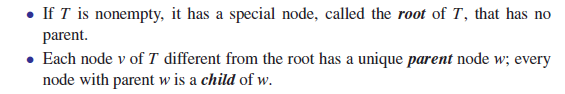 • If T is nonempty, it has a special node, called the root of T, that has no
parent.
• Each node v of T different from the root has a unique parent node w; every
node with parent w is a child of w.